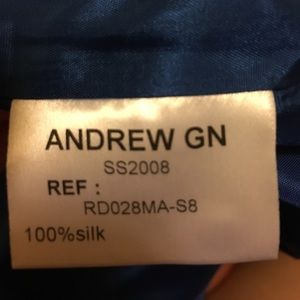 ANDREW GN
SS2008
REF :
RD028MA-S8
100%silk